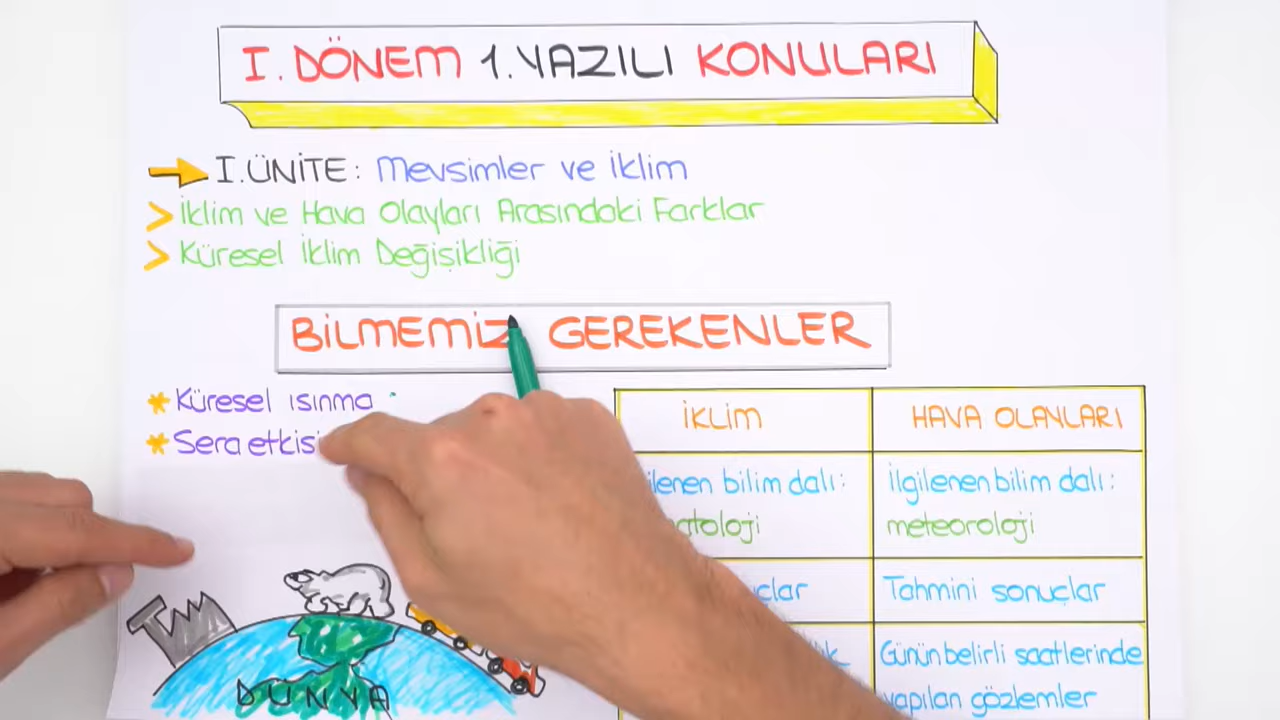 I. DÖNEM 1. YAZILI KONULARI
I. ÜNİTE: Mevsimler ve İklim
İklim ve Hava Olayları Arasındaki Farklar
Küresel İklim Değişikliği
BİLMEMİZ GEREKENLER
* Küresel ısınma
* Sera etkisi
DÜNYA
İKLİM
HAVA OLAYLARI
bilim dalı:
İlgilenen bilim dalı:
meteoroloji
Tahmini sonuçlar
Günün belirli saatlerinde
yapılan gözlemler